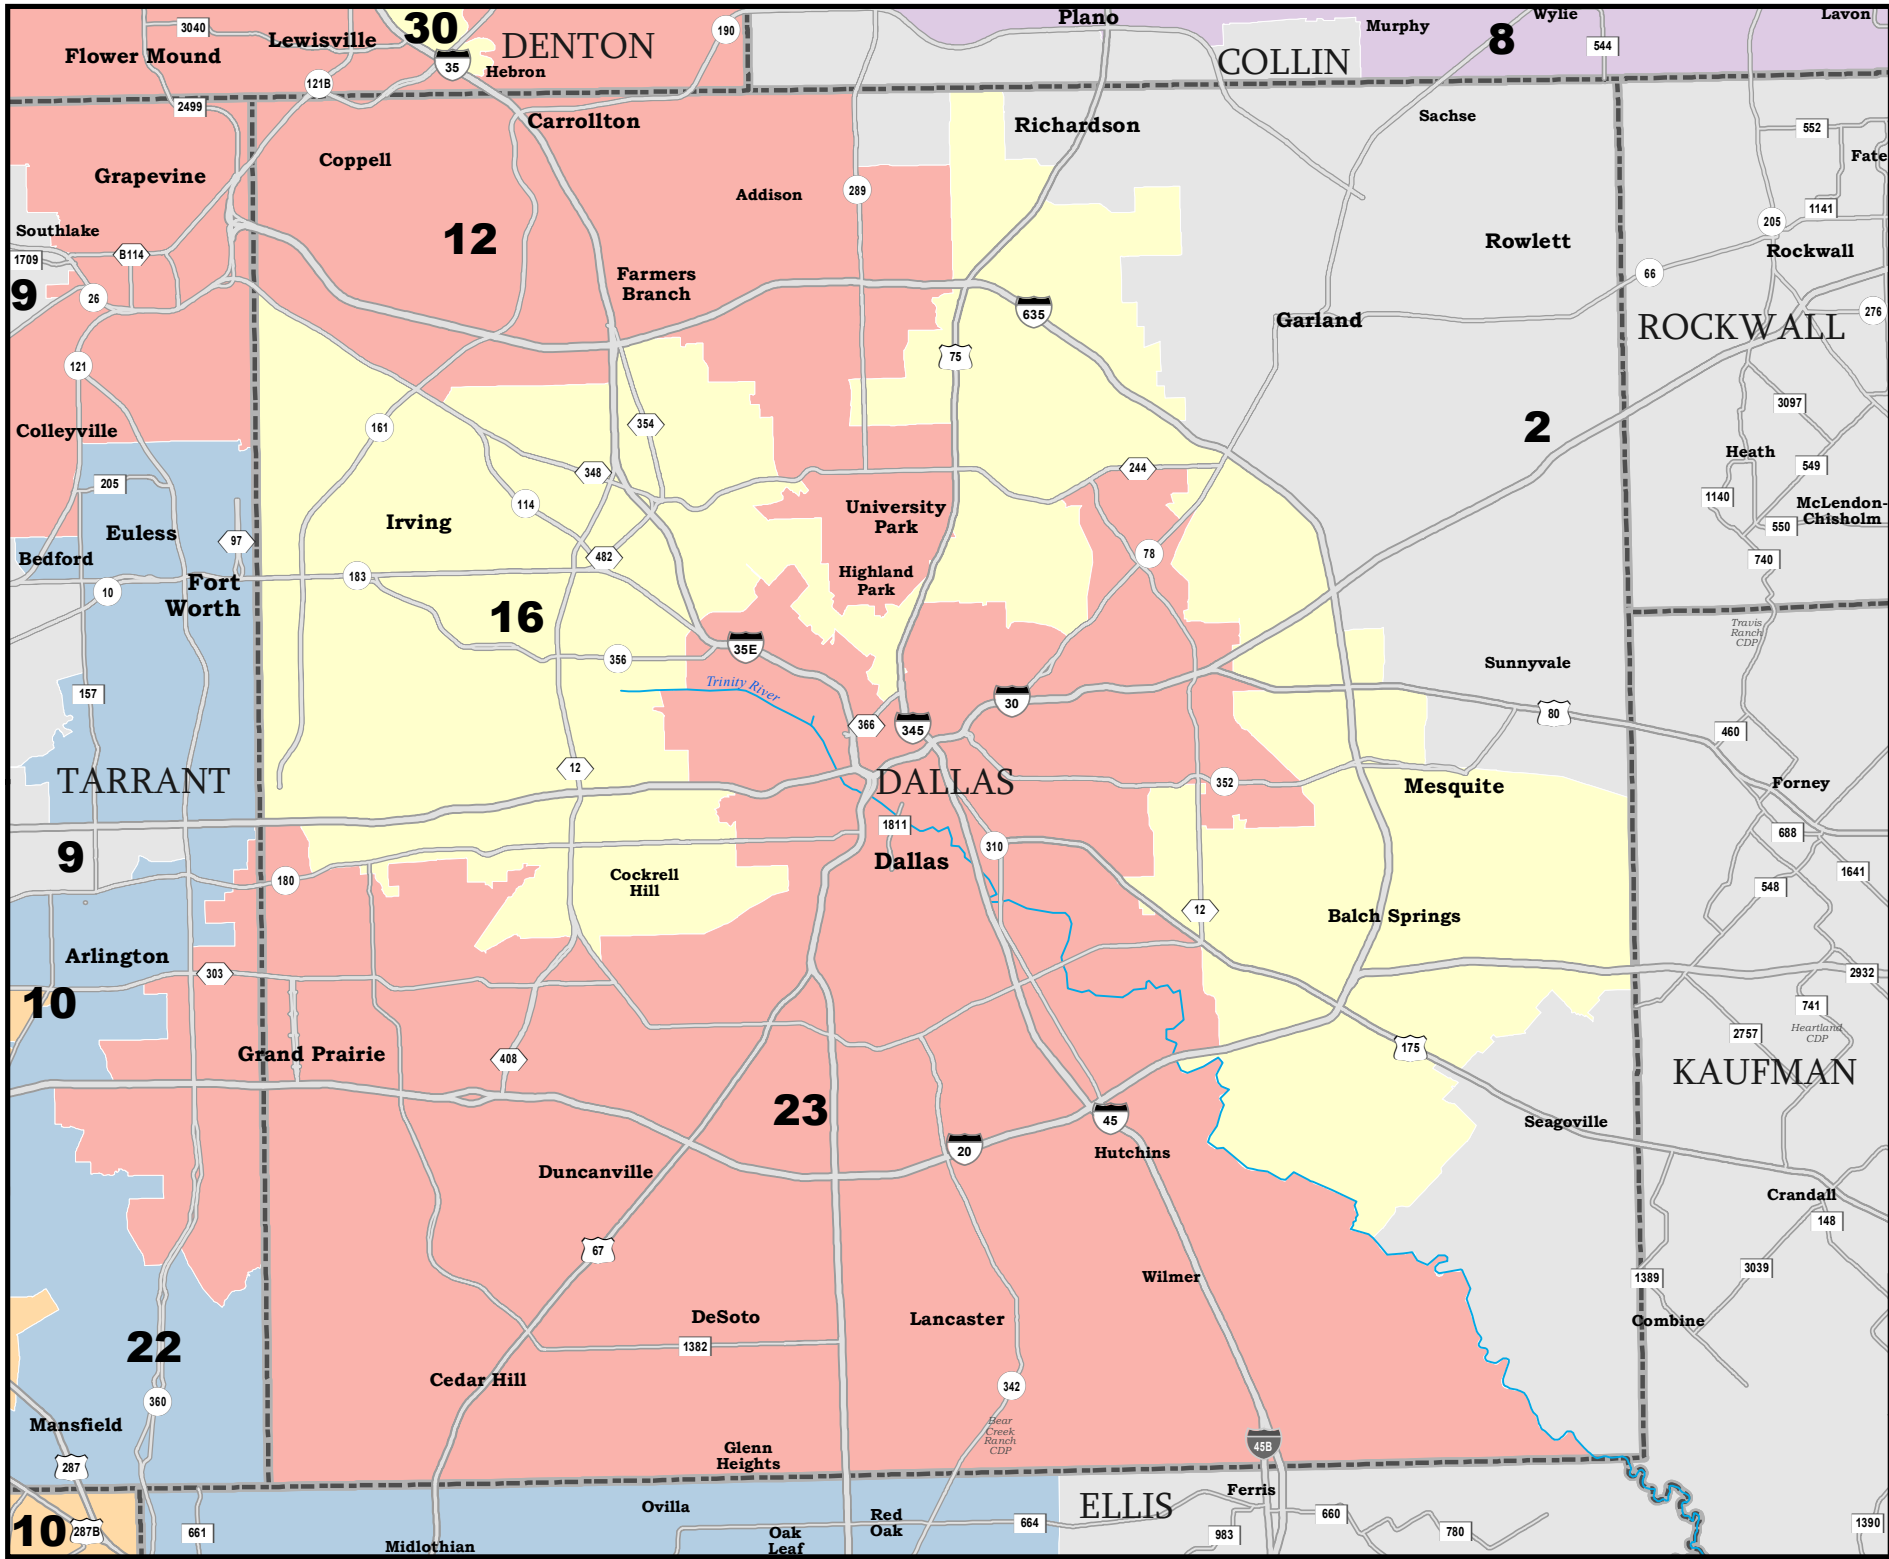 30
Plano
Wylie
Lavon
3040
Lewisville
DENTON
190
Murphy
8
544
Flower Mound
35
Hebron
COLLIN
121B
2499
Carrollton
Richardson
Sachse
552
Coppell
Fate
Grapevine
Addison
289
1141
205
Southlake
12
Rowlett
Rockwall
1709
B114
66
9
26
Farmers
Branch
635
Garland
276
ROCKWALL
121
75
3097
Colleyville
161
354
2
Heath
549
205
348
244
1140
McLendon-
Chisholm
114
University
Park
550
Euless
Irving
97
Bedford
482
78
740
10
Fort
Worth
183
Highland
Park
16
Travis
Ranch
CDP
356
35E
Sunnyvale
157
Trinity River
30
80
366
345
460
TARRANT
12
DALLAS
352
Mesquite
Forney
1811
688
9
310
Dallas
180
Cockrell
Hill
1641
548
12
Balch Springs
Arlington
303
2932
10
741
Heartland
CDP
2757
Grand Prairie
408
175
KAUFMAN
23
45
20
Seagoville
Hutchins
Duncanville
Crandall
148
67
Wilmer
1389
3039
22
DeSoto
Lancaster
Combine
1382
Cedar Hill
342
360
Mansfield
Bear
Creek
Ranch
CDP
45B
287
Glenn
Heights
Ferris
10
287B
661
Ovilla
Red
Oak
664
ELLIS
660
983
780
1390
Oak
Leaf
Midlothian